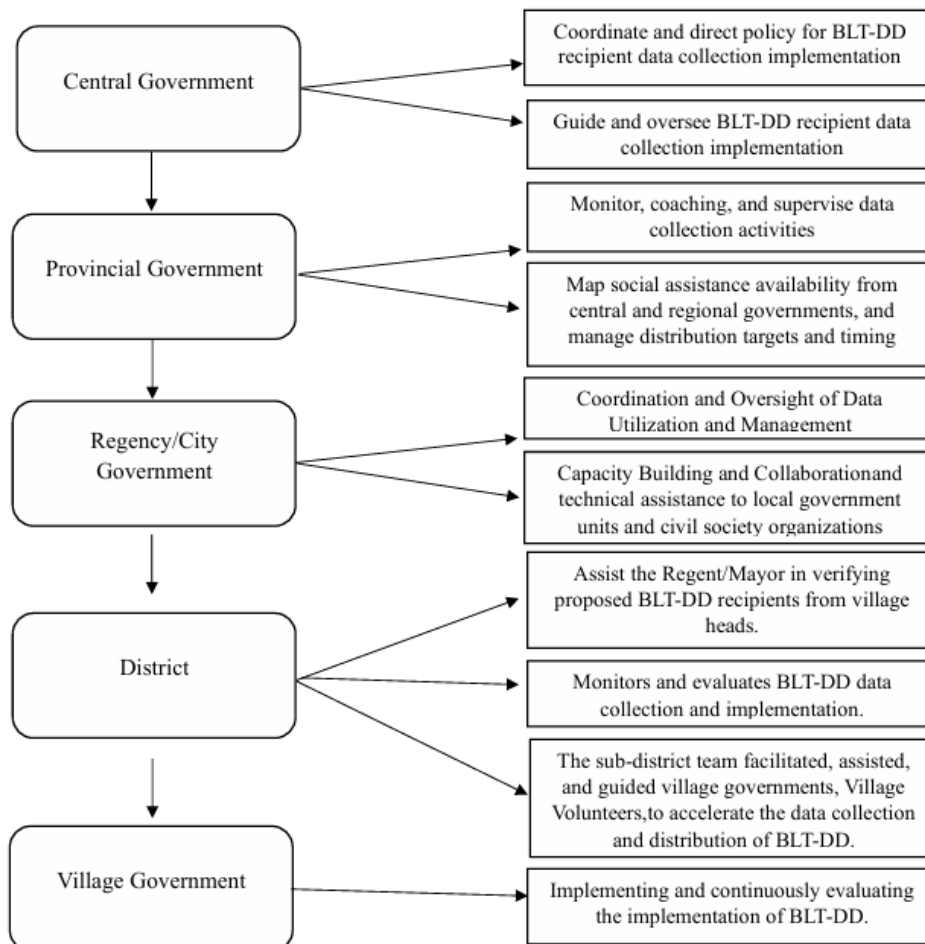 Central Government
Coordinate and direct policy for BLT-DD
recipient data collection implementation
Guide and oversee BLT-DD recipient data
collection implementation
Provincial Government
Monitor, coaching, and supervise data
collection activities
Map social assistance availability from
central and regional governments, and
manage distribution targets and timing
Regency/City
Government
Coordination and Oversight of Data
Utilization and Management
Capacity Building and Collaborationand
technical assistance to local government
units and civil society organizations
District
Assist the Regent/Mayor in verifying
proposed BLT-DD recipients from village
heads.
Monitors and evaluates BLT-DD data
collection and implementation.
The sub-district team facilitated, assisted,
and guided village governments, Village
Volunteers,to accelerate the data collection
and distribution of BLT-DD.
Village Government
Implementing and continuously evaluating
the implementation of BLT-DD.